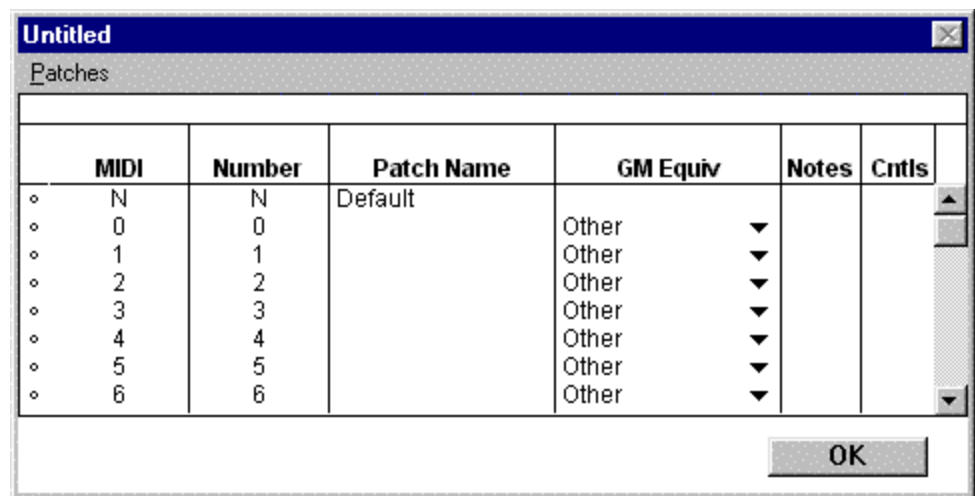 Untitled
Patches
MIDI Number Patch Name GM Equiv Notes Cntls
N N Default
0 0 Other
1 1 Other
2 2 Other
3 3 Other
4 4 Other
5 5 Other
6 6 Other
OK